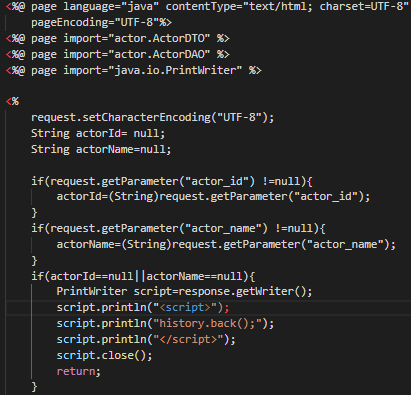 <%@ page language="java" contentType="text/html; charset=UTF-8"
    pageEncoding="UTF-8"%>
<%@ page import="actor.ActorDTO" %>
<%@ page import="actor.ActorDAO" %>
<%@ page import="java.io.PrintWriter" %>
<%
    request.setCharacterEncoding("UTF-8");
    String actorId= null;
    String actorName=null;
    if(request.getParameter("actor_id") !=null){
        actorId=(String)request.getParameter("actor_id");
    }
    if(request.getParameter("actor_name") !=null){
        actorName=(String)request.getParameter("actor_name");
    }
    if(actorId==null||actorName==null){
        PrintWriter script=response.getWriter();
        script.println("<script>");
        script.println("history.back();");
        script.println("</script>");
        script.close();
        return;
    }